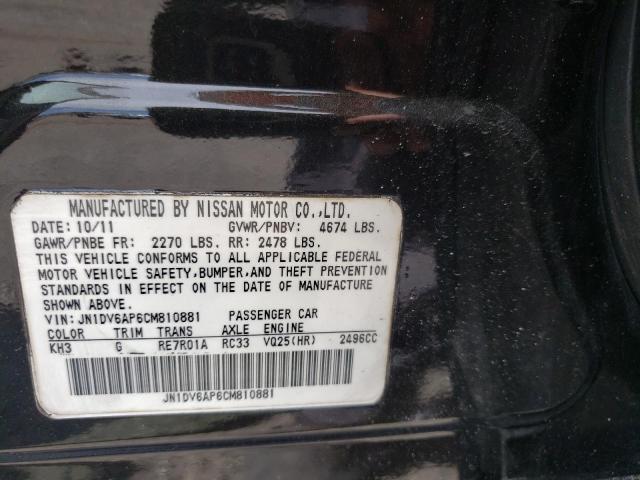 MANUFACTURED BY NISSAN MOTOR CO.,LTD.
DATE: 10/11 GVWR/PNBV: 4674 LBS.
GAWR/PNBE FR: 2270 LBS. RR: 2478 LBS.
THIS VEHICLE CONFORMS TO ALL APPLICABLE FEDERAL
MOTOR VEHICLE SAFETY,BUMPER,AND THEFT PREVENTION
STANDARDS IN EFFECT ON THE DATE OF MANUFACTURE
SHOWN ABOVE.
VIN: JN1DV6AP6CM810881 PASSENGER CAR
COLOR TRIM TRANS AXLE ENGINE
KH3 G RE7R01A RC33 VQ25(HR) 2496CC
JN1DV6AP6CM810881